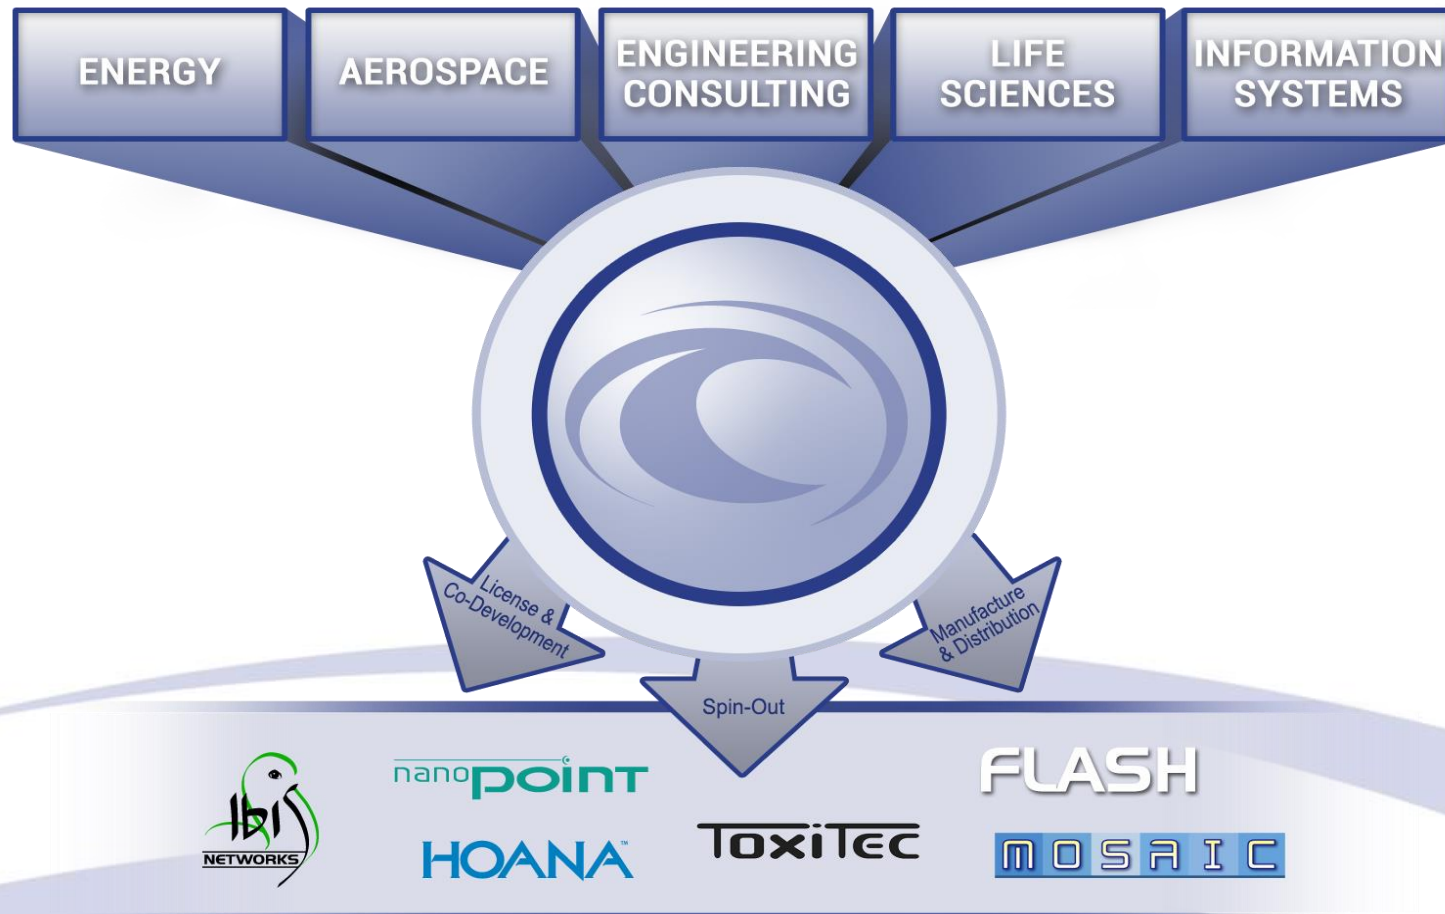 ENERGY
AEROSPACE
ENGINEERING
CONSULTING
LIFE
SCIENCES
INFORMATION
SYSTEMS
License &
Co-Development
Spin-Out
Manufacture
& Distribution
Ibis
NETWORKS
nanopoint
HOANA™
ToxiTEC
FLASH
MOSAIC